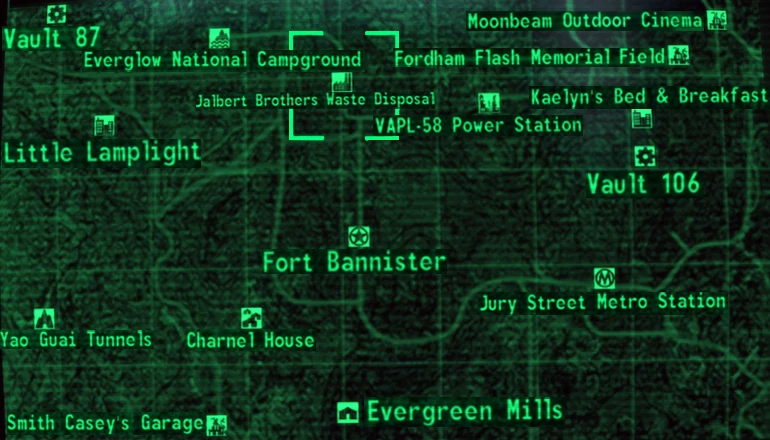 Moonbeam Outdoor Cinema
Vault 87
Everglow National Campground
Fordham Flash Memorial Field
Jalbert Brothers Waste Disposal
Kaelyn's Bed & Breakfast
VAPL-58 Power Station
Little Lamplight
Vault 106
Fort Bannister
Jury Street Metro Station
Yao Guai Tunnels
Charnel House
Evergreen Mills
Smith Casey's Garage